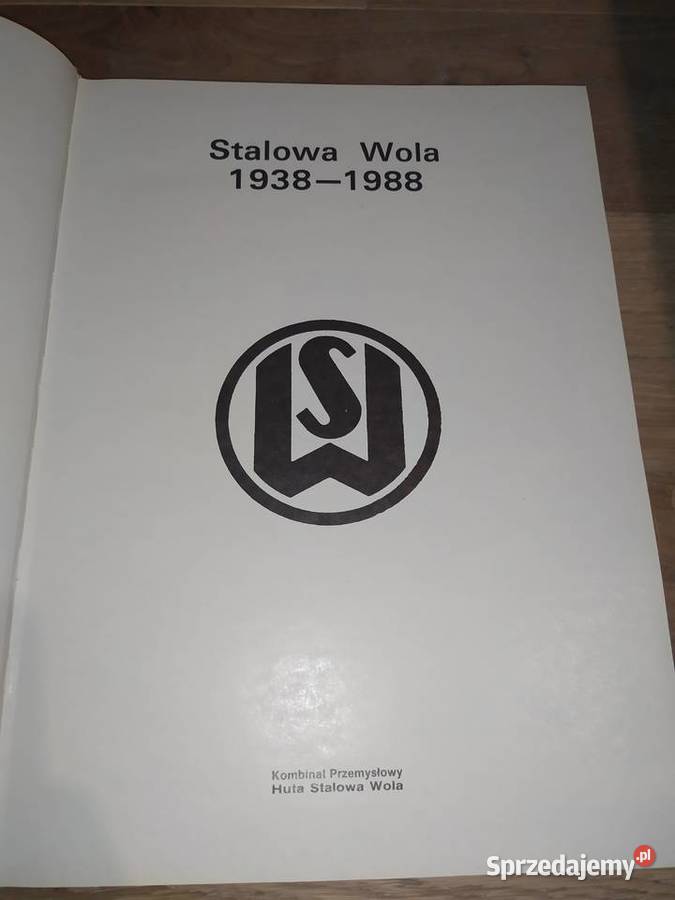 Stalowa Wola
1938—1988
SW
Kombinat Przemysłowy
Huta Stalowa Wola
Sprzedajemy.pl